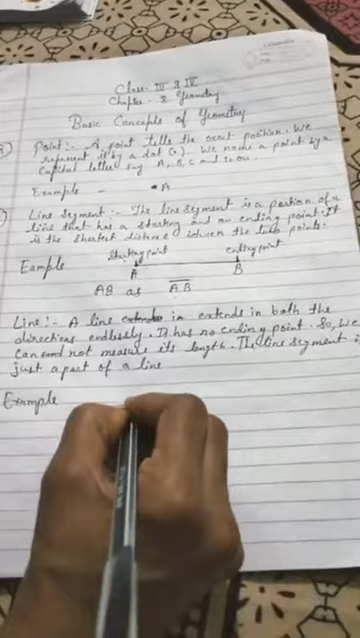 Class - III & IV
Chapter - 8 Geometry
Basic Concepts of Geometry
Point :- A point tells the exact position. We
represent it by a dot (.). We name a point by a
Capital letter say A, B, C and so on.
Example - • A
Line Segment :- The line segment is a portion of a
line that has a starting and an ending point. It
is the shortest distance between the two points.
Starting point ending point
Eample A B
AB as AB
Line :- A line extends in extends in both the
directions endlessly. It has no ending point. So, We
can and not measure its length. The line segment is
just a part of a line
Example